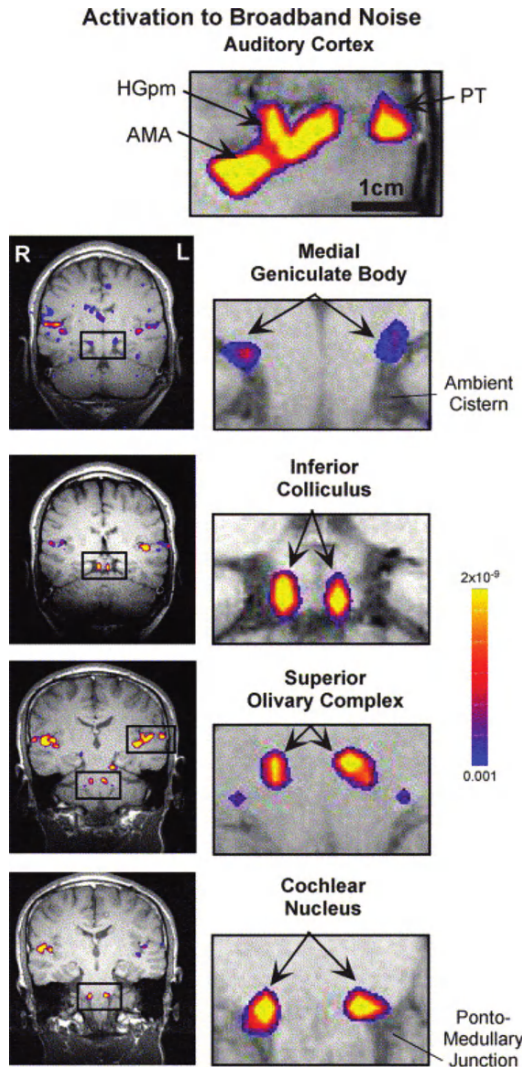 Activation to Broadband Noise
Auditory Cortex
HGpm
PT
AMA
1cm
R
L
Medial
Geniculate Body
Ambient
Cistern
Inferior
Colliculus
2x10⁻⁹
0.001
Superior
Olivary Complex
Cochlear
Nucleus
Ponto-
Medullary
Junction